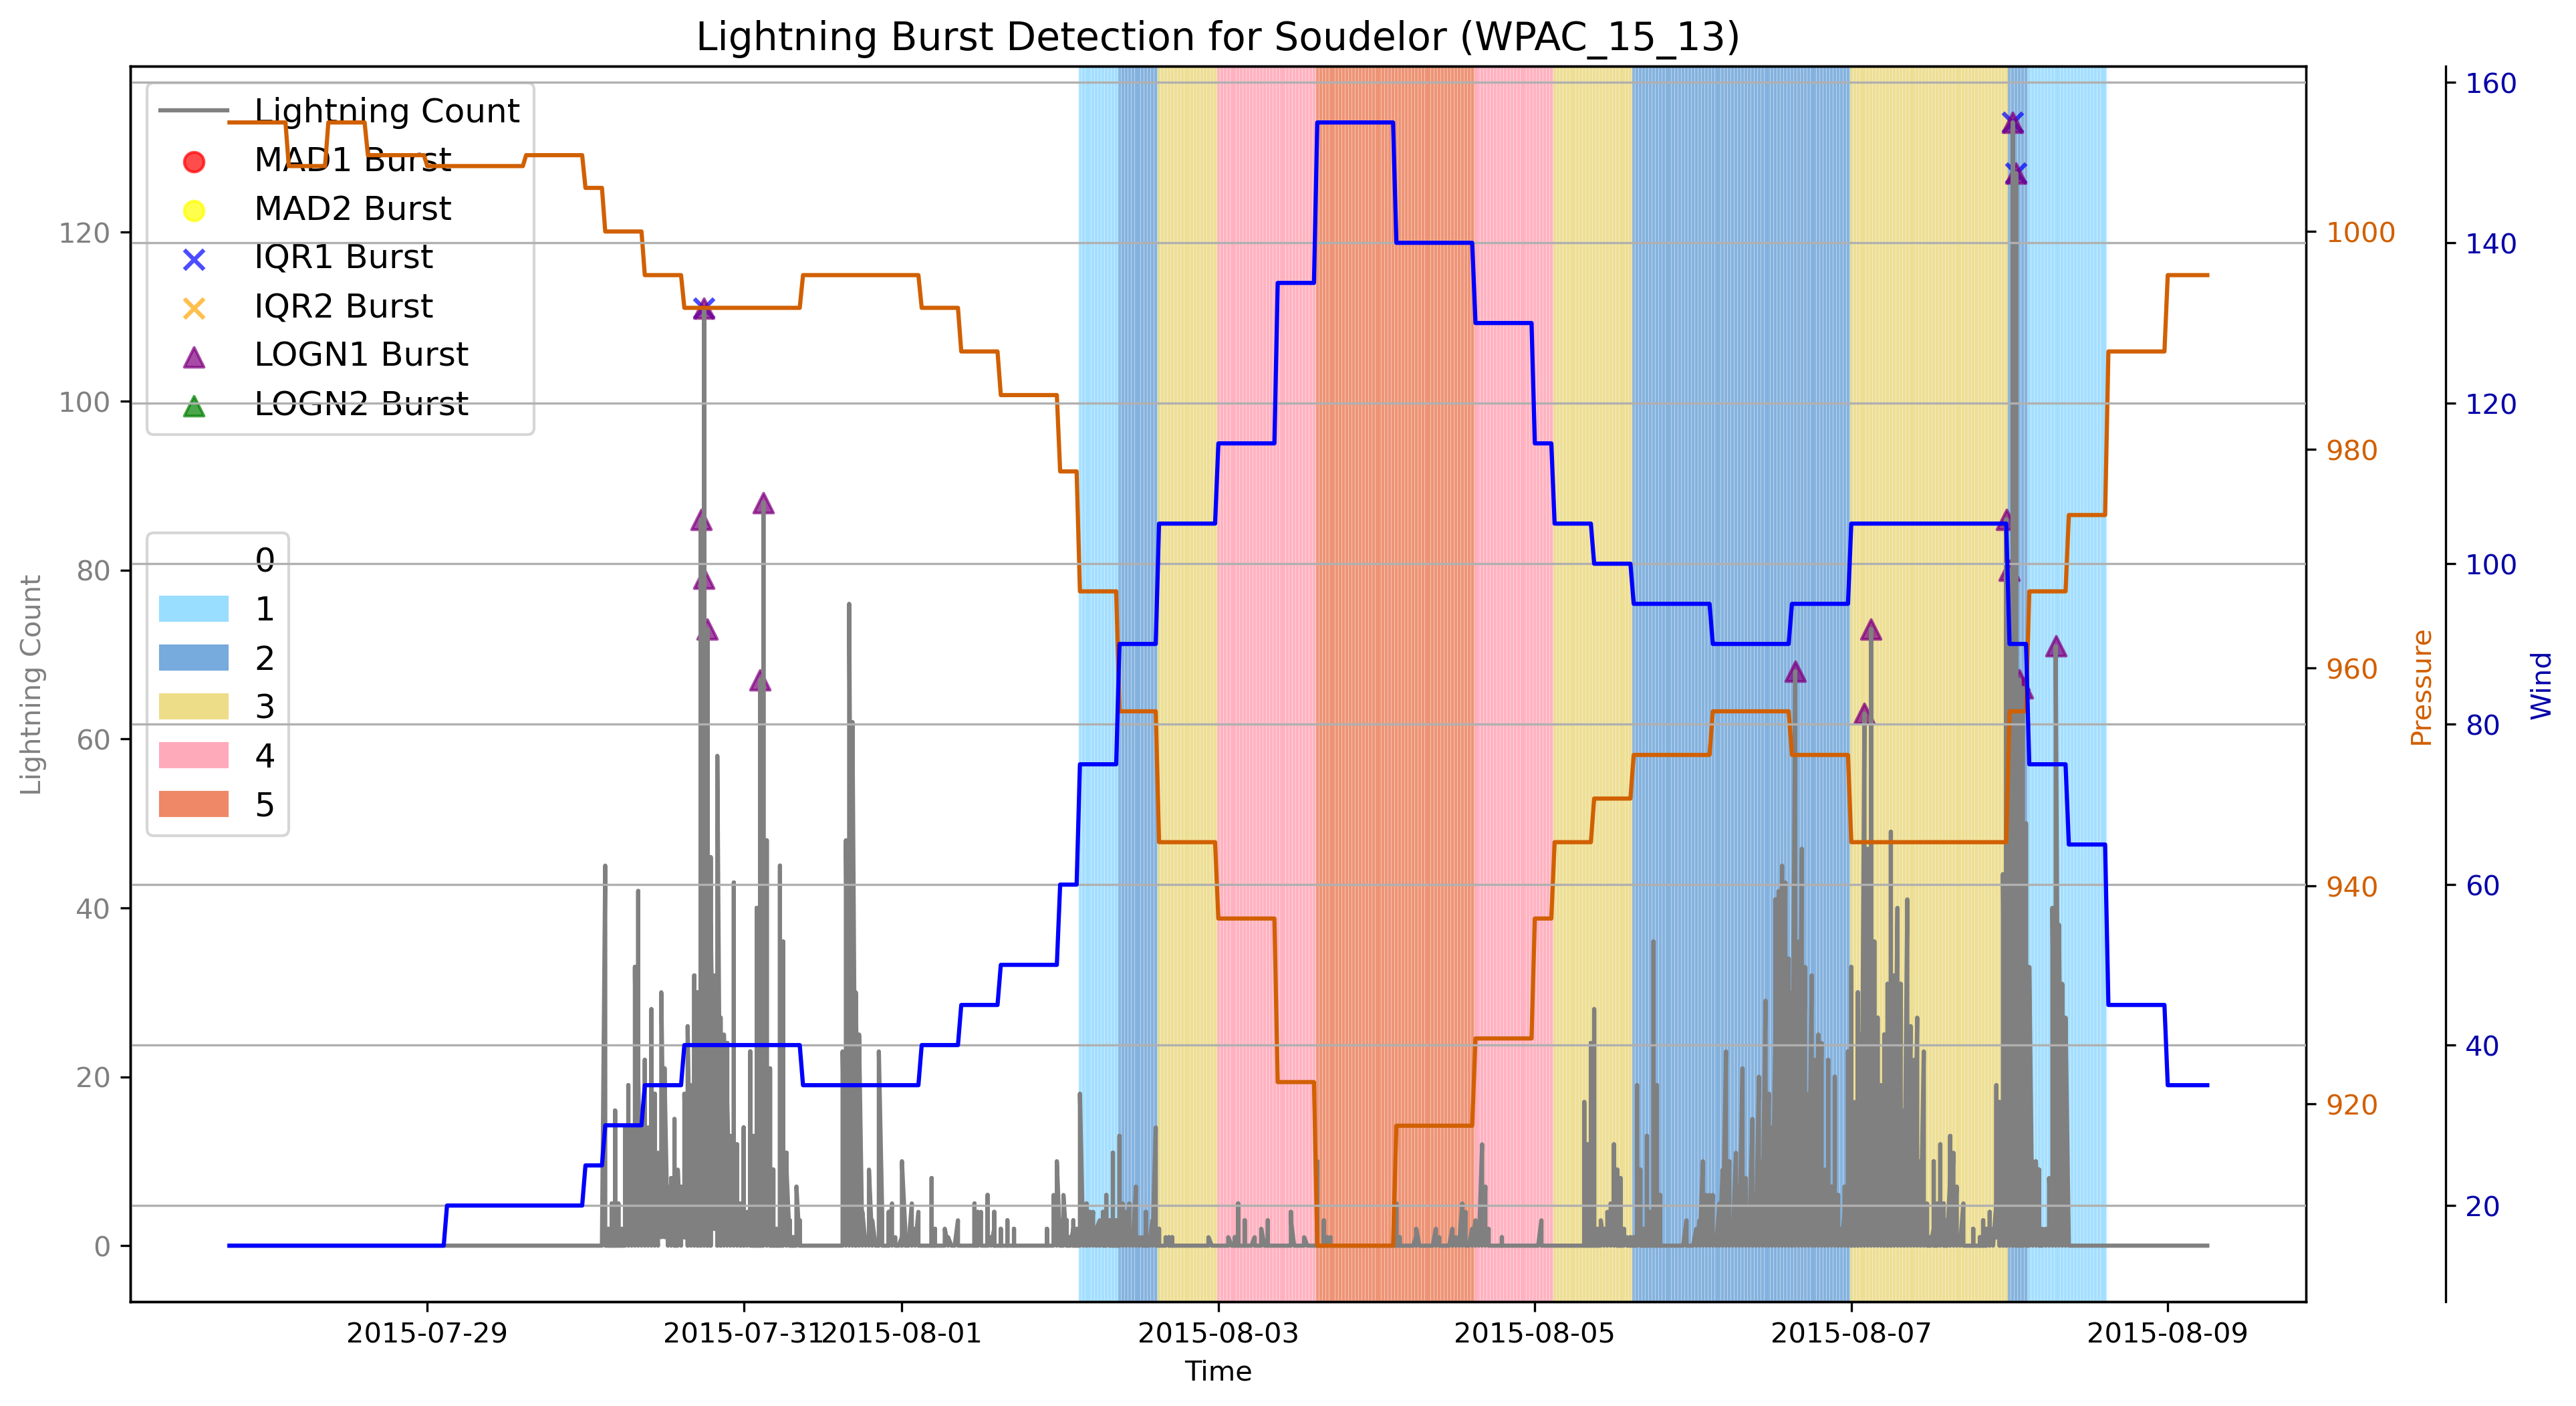 Lightning Burst Detection for Soudelor (WPAC_15_13)
Lightning Count
MAD1 Burst
MAD2 Burst
IQR1 Burst
IQR2 Burst
LOGN1 Burst
LOGN2 Burst
0
1
2
3
4
5
Lightning Count
120
100
80
60
40
20
0
1000
980
960
940
920
Pressure
160
140
120
100
80
60
40
20
Wind
2015-07-29
2015-07-31
2015-08-01
2015-08-03
2015-08-05
2015-08-07
2015-08-09
Time